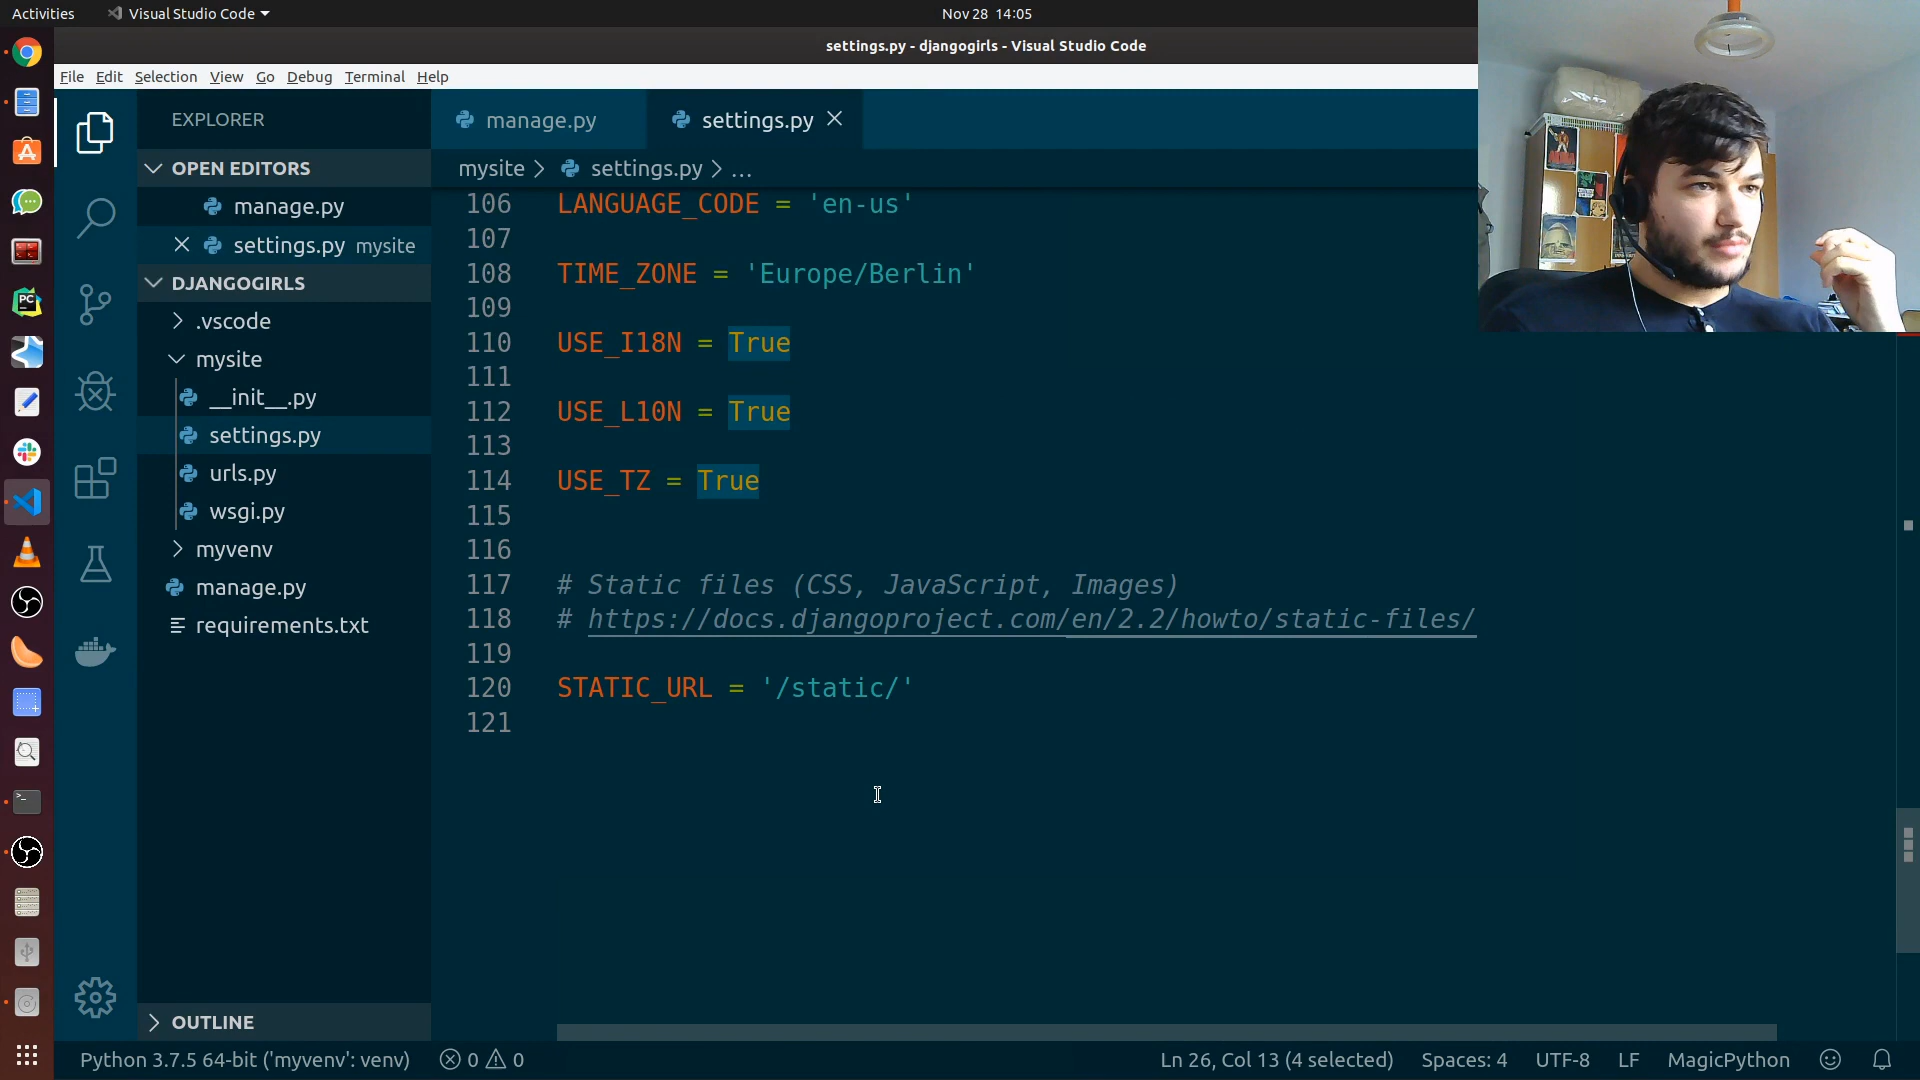 Activities
Visual Studio Code
Nov 28 14:05
settings.py - djangogirls - Visual Studio Code
File Edit Selection View Go Debug Terminal Help
EXPLORER
OPEN EDITORS
manage.py
settings.py mysite
DJANGOGIRLS
.vscode
mysite
__init__.py
settings.py
urls.py
wsgi.py
myvenv
manage.py
requirements.txt
OUTLINE
manage.py
settings.py
mysite > settings.py > ...
106 LANGUAGE_CODE = 'en-us'
107
108 TIME_ZONE = 'Europe/Berlin'
109
110 USE_I18N = True
111
112 USE_L10N = True
113
114 USE_TZ = True
115
116
117 # Static files (CSS, JavaScript, Images)
118 # https://docs.djangoproject.com/en/2.2/howto/static-files/
119
120 STATIC_URL = '/static/'
121
PC
Python 3.7.5 64-bit ('myvenv': venv)
0 0
Ln 26, Col 13 (4 selected)
Spaces: 4
UTF-8
LF
MagicPython